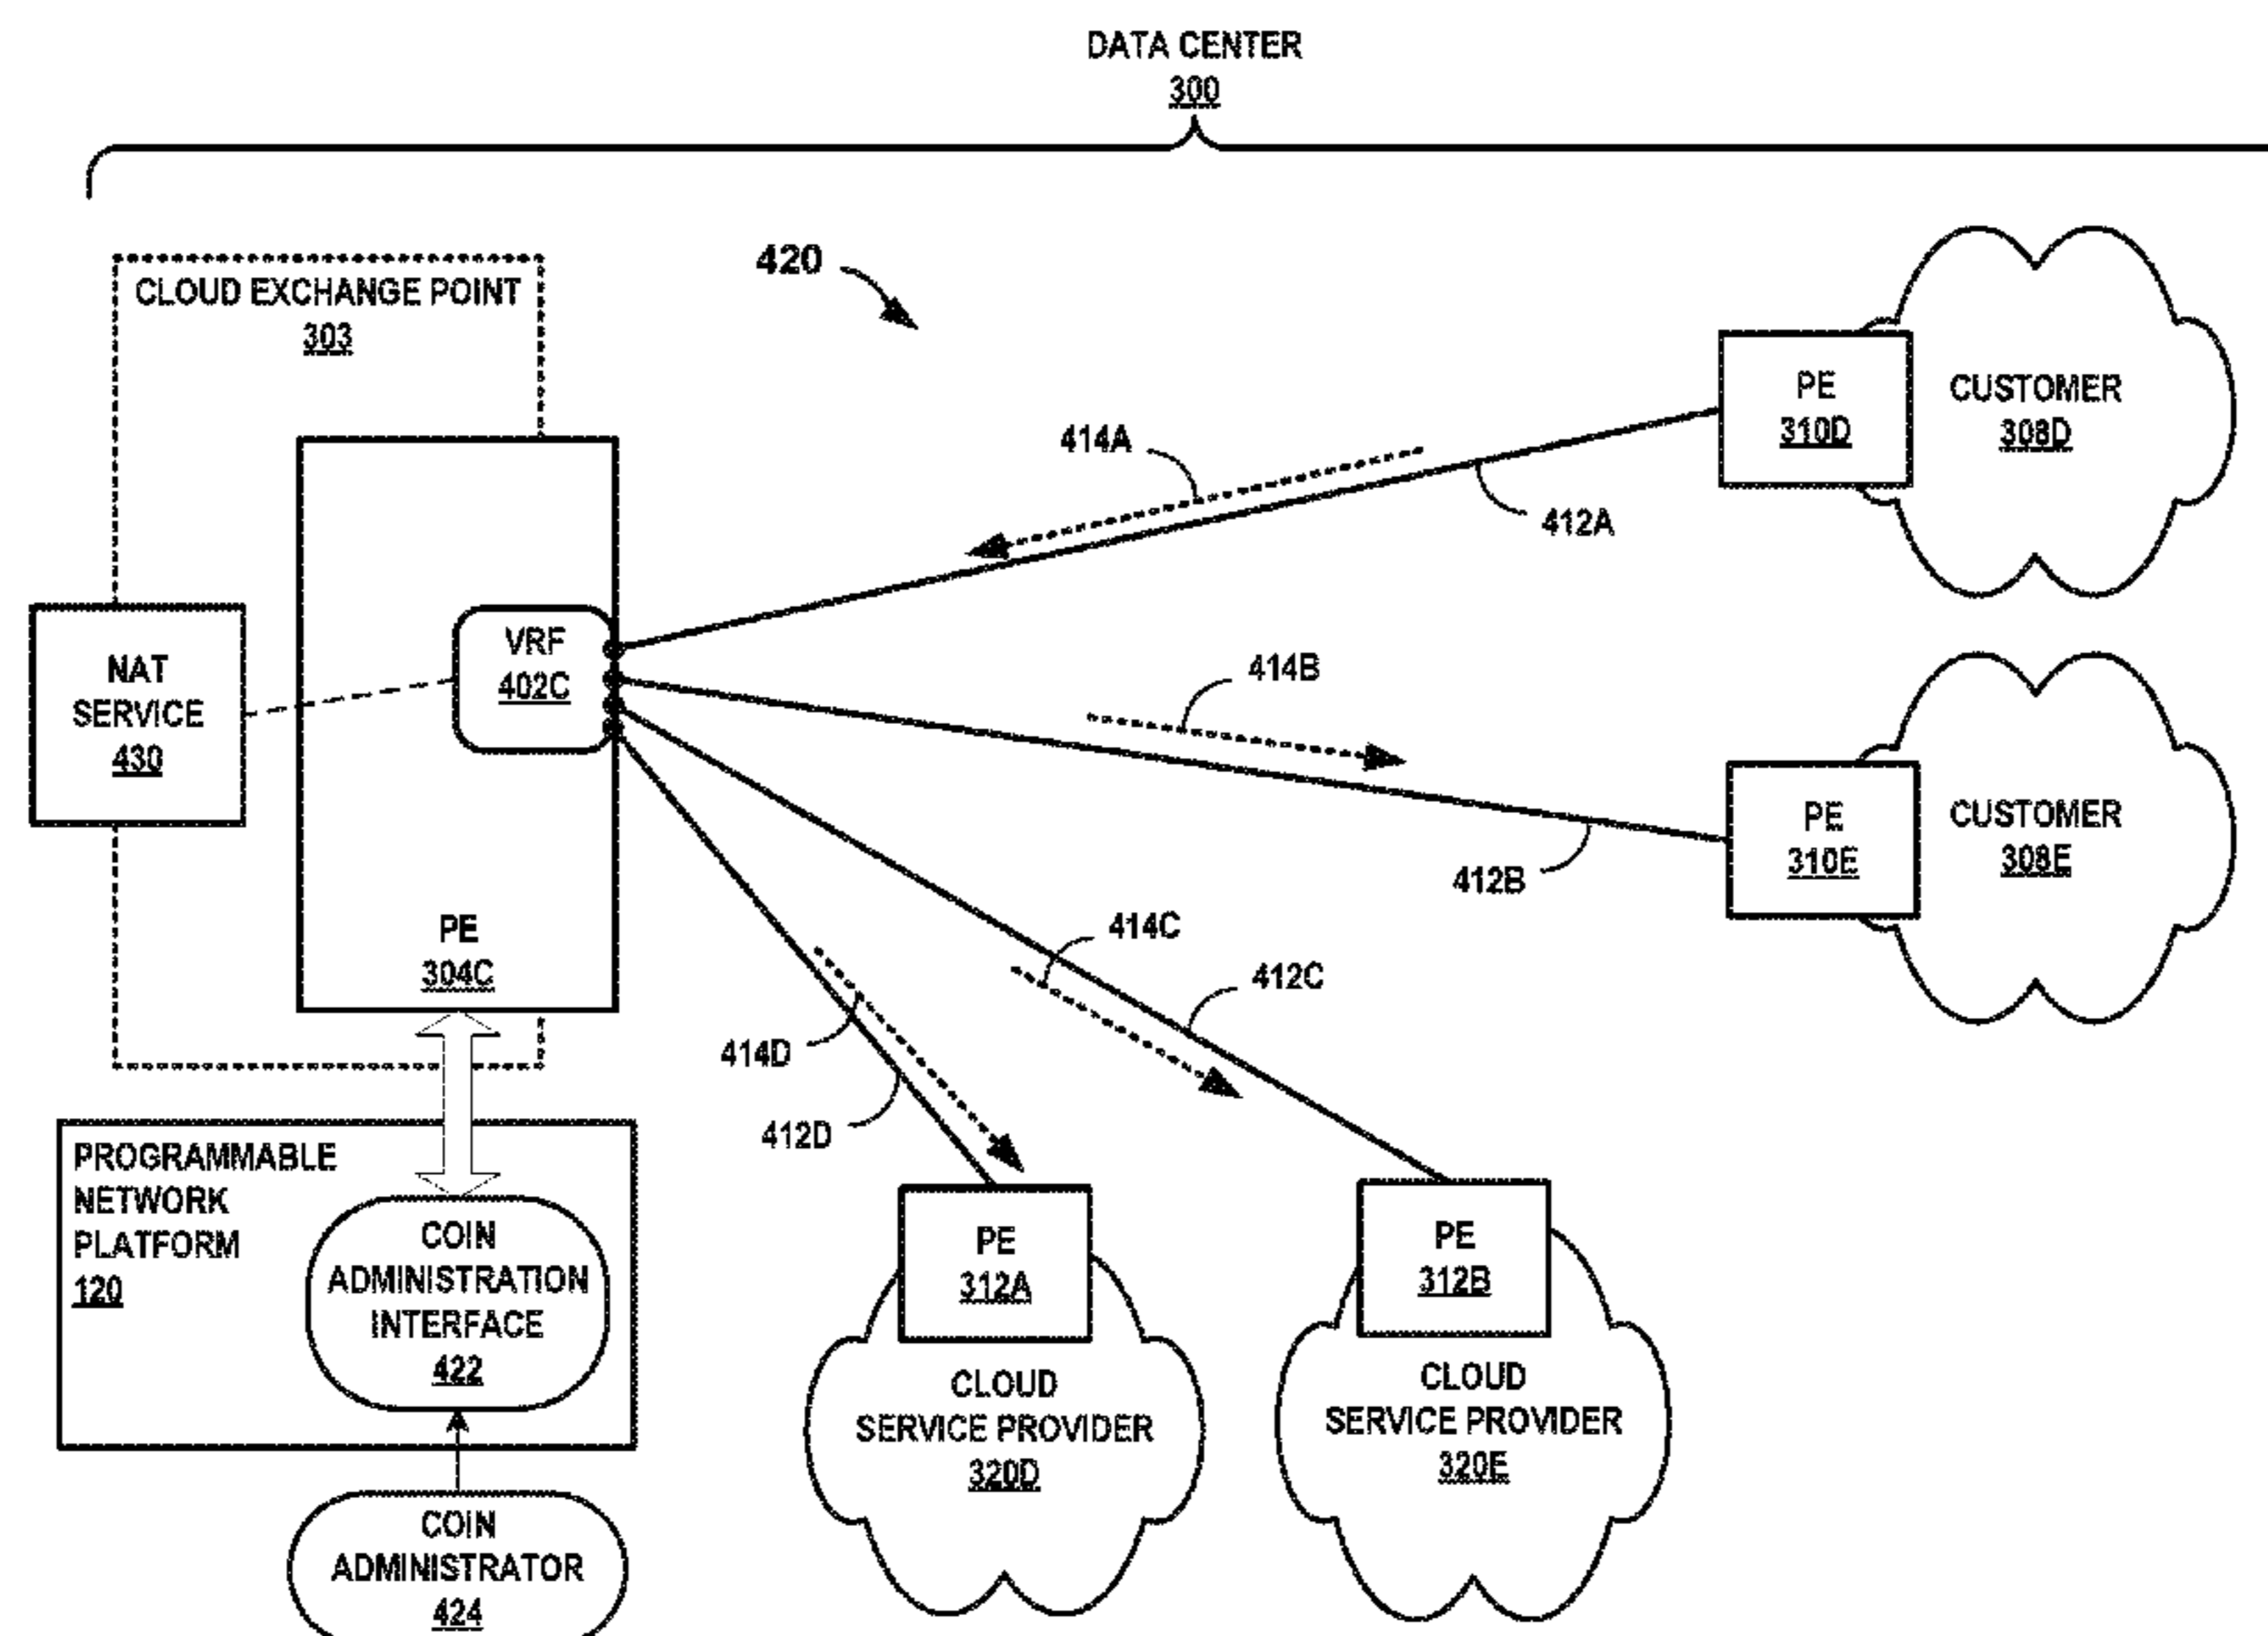 DATA CENTER
300
420
CLOUD EXCHANGE POINT
303
PE
310D
CUSTOMER
308D
414A
412A
NAT
SERVICE
430
VRF
402C
414B
PE
310E
CUSTOMER
308E
412B
PE
304C
414C
412C
414D
412D
PROGRAMMABLE
NETWORK
PLATFORM
120
COIN
ADMINISTRATION
INTERFACE
422
PE
312A
CLOUD
SERVICE PROVIDER
320D
PE
312B
CLOUD
SERVICE PROVIDER
320E
COIN
ADMINISTRATOR
424